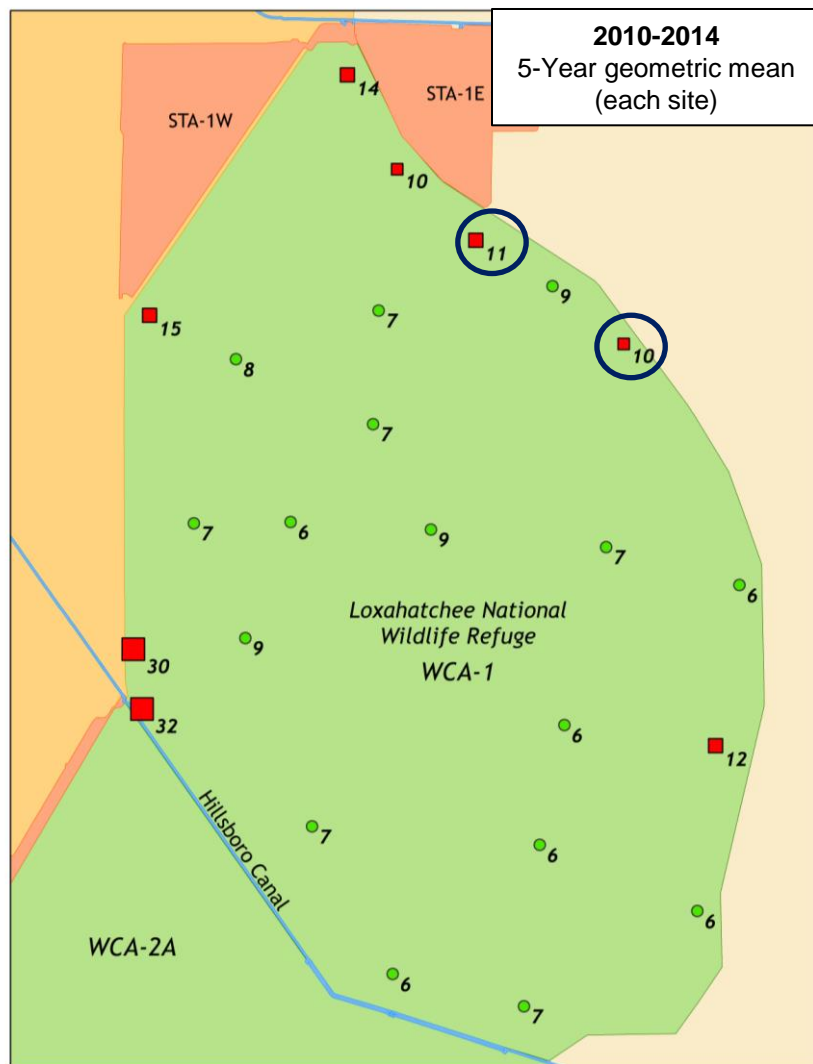 2010-2014
5-Year geometric mean
(each site)
14
STA-1E
STA-1W
10
11
9
7
15
10
8
7
7
6
9
7
6
Loxahatchee National
Wildlife Refuge
WCA-1
9
30
32
6
12
Hillsboro Canal
7
6
6
WCA-2A
6
7